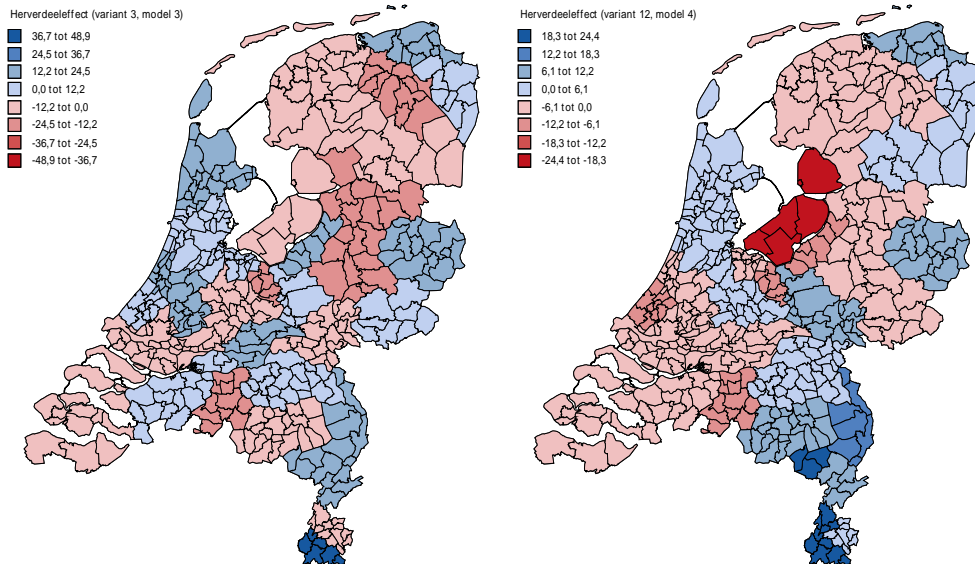 Herverdeeleffect (variant 3, model 3)
36,7 tot 48,9
24,5 tot 36,7
12,2 tot 24,5
0,0 tot 12,2
-12,2 tot 0,0
-24,5 tot -12,2
-36,7 tot -24,5
-48,9 tot -36,7
Herverdeeleffect (variant 12, model 4)
18,3 tot 24,4
12,2 tot 18,3
6,1 tot 12,2
0,0 tot 6,1
-6,1 tot 0,0
-12,2 tot -6,1
-18,3 tot -12,2
-24,4 tot -18,3